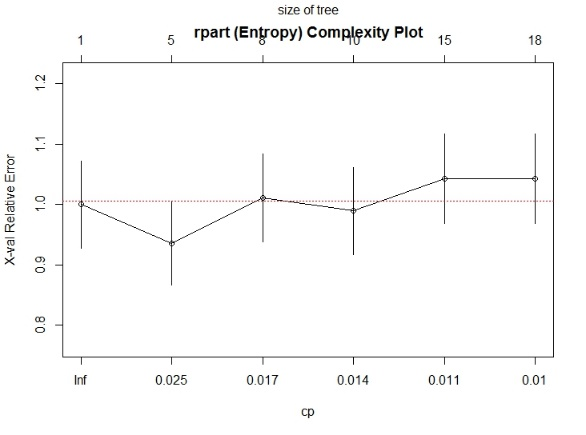 size of tree
rpart (Entropy) Complexity Plot
1 5 8 10 15 18
1.2
1.1
1.0
0.9
0.8
X-val Relative Error
Inf 0.025 0.017 0.014 0.011 0.01
cp